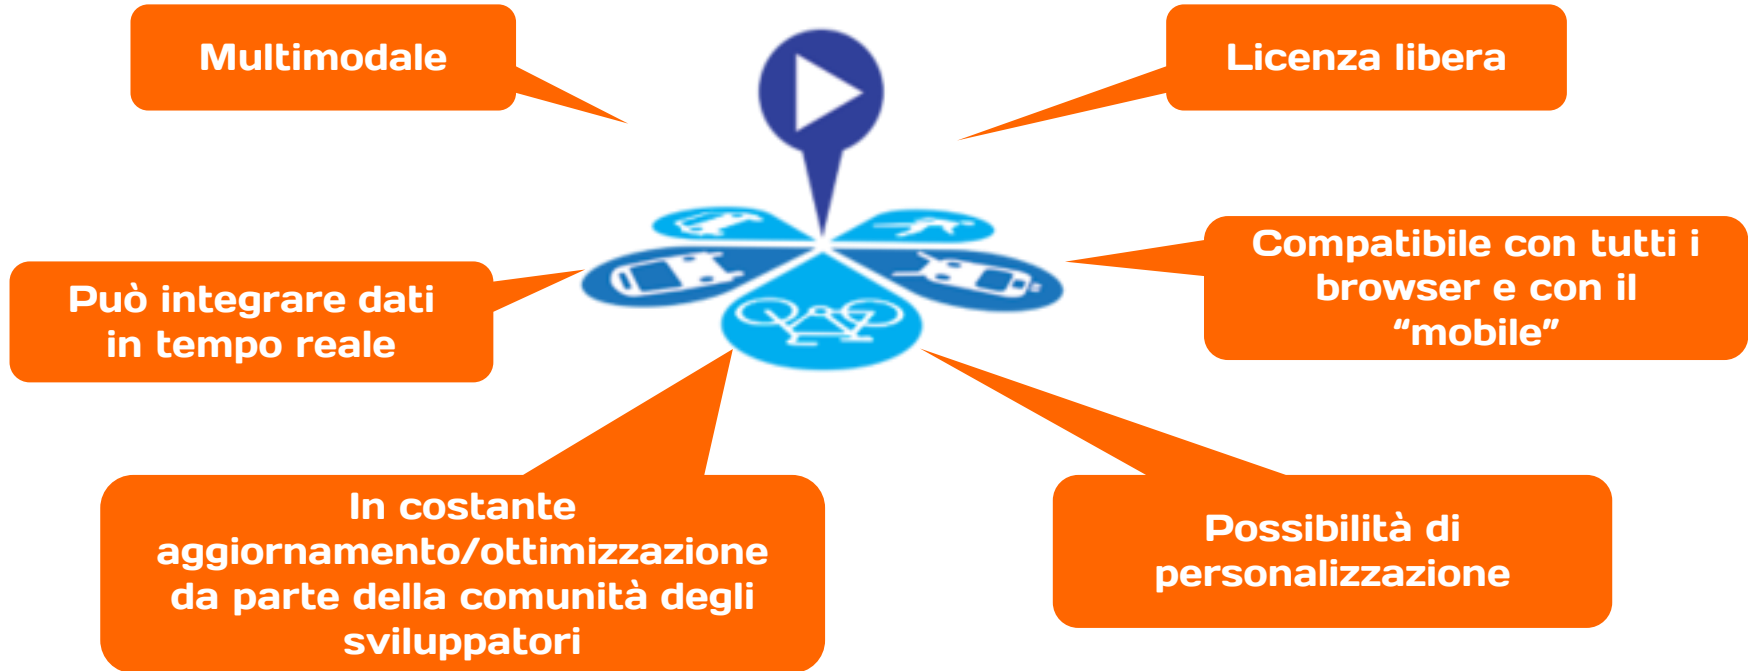 Multimodale
Licenza libera
Può integrare dati
in tempo reale
Compatibile con tutti i
browser e con il
“mobile”
In costante
aggiornamento/ottimizzazione
da parte della comunità degli
sviluppatori
Possibilità di
personalizzazione